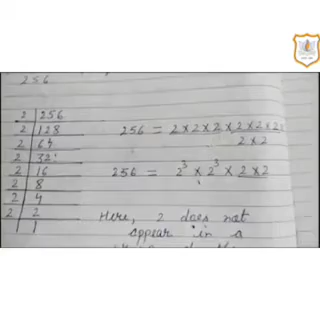 256
2 | 256
2 | 128
2 | 64
2 | 32
2 | 16
2 | 8
2 | 4
2 | 2
| 1
256 = 2×2×2×2×2×2×
2×2
256 = 2³ × 2³ × 2×2
Here, 2 does not
appear in a